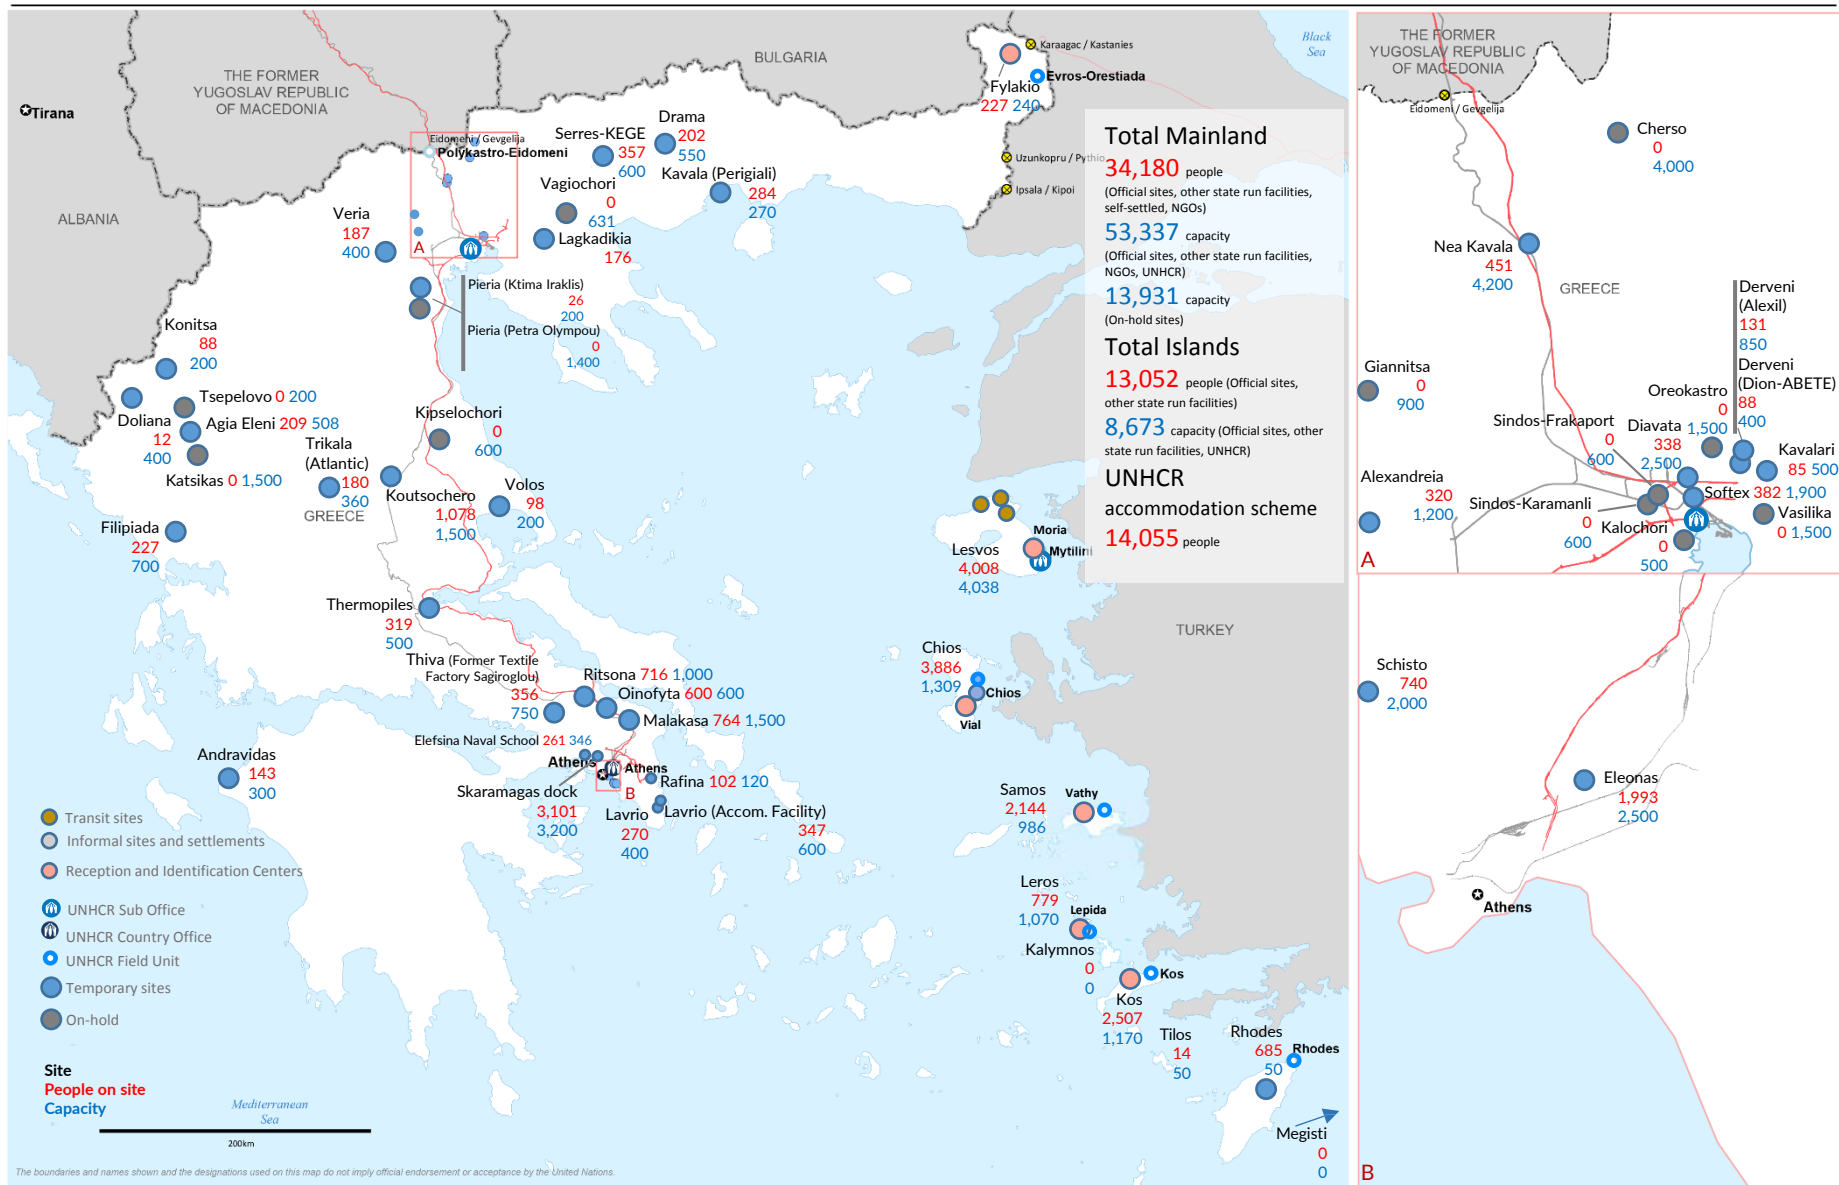 THE FORMER
YUGOSLAV REPUBLIC
OF MACEDONIA
BULGARIA
Black
Sea
Karaagac / Kastanies
Evros-Orestiada
Fylakio
227 240
Tirana
ALBANIA
Eidomeni / Gevgelija
Polykastro-Eidomeni
Serres-KEGE
357
600
Drama
202
550
Kavala (Perigiali)
284
270
Vagiochori
0
631
Lagkadikia
176
Uzunkopru / Pythio
Ipsala / Kipoi
Veria
187
400
A
Pieria (Ktima Iraklis)
26
200
Pieria (Petra Olympou)
0
1,400
Konitsa
88
200
Tsepelovo 0 200
Doliana
12
400
Agia Eleni 209 508
Katsikas 0 1,500
Trikala
(Atlantic)
180
360
GREECE
Kipselochori
0
600
Koutsochero
1,078
1,500
Volos
98
200
Filipiada
227
700
Thermopiles
319
500
Thiva (Former Textile
Factory Sagiroglou)
356
750
Ritsona 716 1,000
Oinofyta 600 600
Malakasa 764 1,500
Elefsina Naval School 261 346
Athens
Athens
B
Skaramagas dock
3,101
3,200
Rafina 102 120
Lavrio
270
400
Lavrio (Accom. Facility)
347
600
Andravidas
143
300
Total Mainland
34,180 people
(Official sites, other state run facilities,
self-settled, NGOs)
53,337 capacity
(Official sites, other state run facilities,
NGOs, UNHCR)
13,931 capacity
(On-hold sites)
Total Islands
13,052 people (Official sites,
other state run facilities)
8,673 capacity (Official sites, other
state run facilities, UNHCR)
UNHCR
accommodation scheme
14,055 people
Moria
Mytilini
Lesvos
4,008
4,038
TURKEY
Chios
3,886
1,309
Chios
Vial
Samos
2,144
986
Vathy
Leros
779
1,070
Lepida
Kalymnos
0
0
Kos
Kos
2,507
1,170
Tilos
14
50
Rhodes
685
50
Rhodes
Megisti
0
0
Transit sites
Informal sites and settlements
Reception and Identification Centers
UNHCR Sub Office
UNHCR Country Office
UNHCR Field Unit
Temporary sites
On-hold
Site
People on site
Capacity
Mediterranean
Sea
200km
The boundaries and names shown and the designations used on this map do not imply official endorsement or acceptance by the United Nations.
THE FORMER
YUGOSLAV REPUBLIC
OF MACEDONIA
Eidomeni / Gevgelija
Cherso
0
4,000
Nea Kavala
451
4,200
GREECE
Derveni
(Alexil)
131
850
Derveni
(Dion-ABETE)
88
400
Giannitsa
0
900
Oreokastro
0
1,500
Sindos-Frakaport
0
600
Diavata
338
2,500
Kavalari
85 500
Alexandreia
320
1,200
Softex 382 1,900
Sindos-Karamanli
0
600
Vasilika
0 1,500
Kalochori
0
500
A
Schisto
740
2,000
Eleonas
1,993
2,500
Athens
B